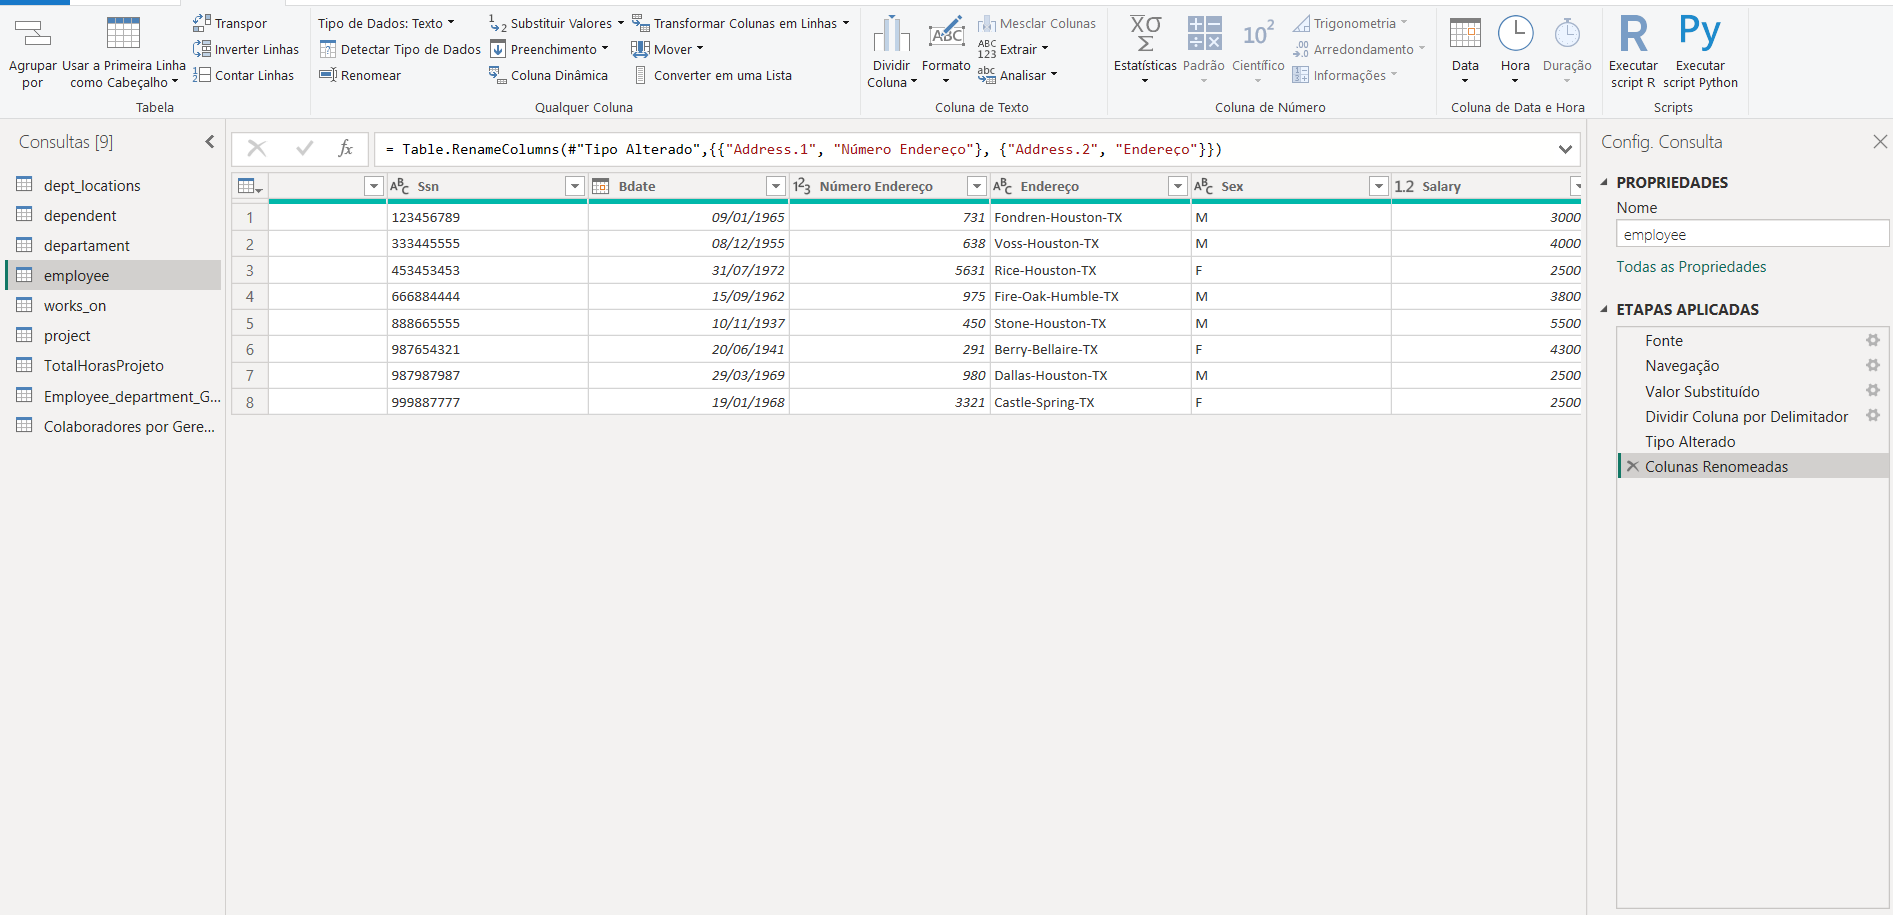 Agrupar por
Usar a Primeira Linha como Cabeçalho
Transpor
Inverter Linhas
Contar Linhas
Tabela
Tipo de Dados: Texto
Detectar Tipo de Dados
Renomear
Substituir Valores
Preenchimento
Coluna Dinâmica
Transformar Colunas em Linhas
Mover
Converter em uma Lista
Qualquer Coluna
Dividir Coluna
Formato
Mesclar Colunas
Extrair
Analisar
Coluna de Texto
Estatísticas
Padrão
Científico
Trigonometria
Arredondamento
Informações
Coluna de Número
Data
Hora
Duração
Coluna de Data e Hora
Executar script R
Executar script Python
Scripts
Consultas [9]
dept_locations
dependent
departament
employee
works_on
project
TotalHorasProjeto
Employee_department_G...
Colaboradores por Gere...
= Table.RenameColumns(#"Tipo Alterado",{{"Address.1", "Número Endereço"}, {"Address.2", "Endereço"}})
Ssn Bdate Número Endereço Endereço Sex Salary
1 123456789 09/01/1965 731 Fondren-Houston-TX M 3000
2 333445555 08/12/1955 638 Voss-Houston-TX M 4000
3 453453453 31/07/1972 5631 Rice-Houston-TX F 2500
4 666884444 15/09/1962 975 Fire-Oak-Humble-TX M 3800
5 888665555 10/11/1937 450 Stone-Houston-TX M 5500
6 987654321 20/06/1941 291 Berry-Bellaire-TX F 4300
7 987987987 29/03/1969 980 Dallas-Houston-TX M 2500
8 999887777 19/01/1968 3321 Castle-Spring-TX F 2500
Config. Consulta
PROPRIEDADES
Nome
employee
Todas as Propriedades
ETAPAS APLICADAS
Fonte
Navegação
Valor Substituído
Dividir Coluna por Delimitador
Tipo Alterado
Colunas Renomeadas